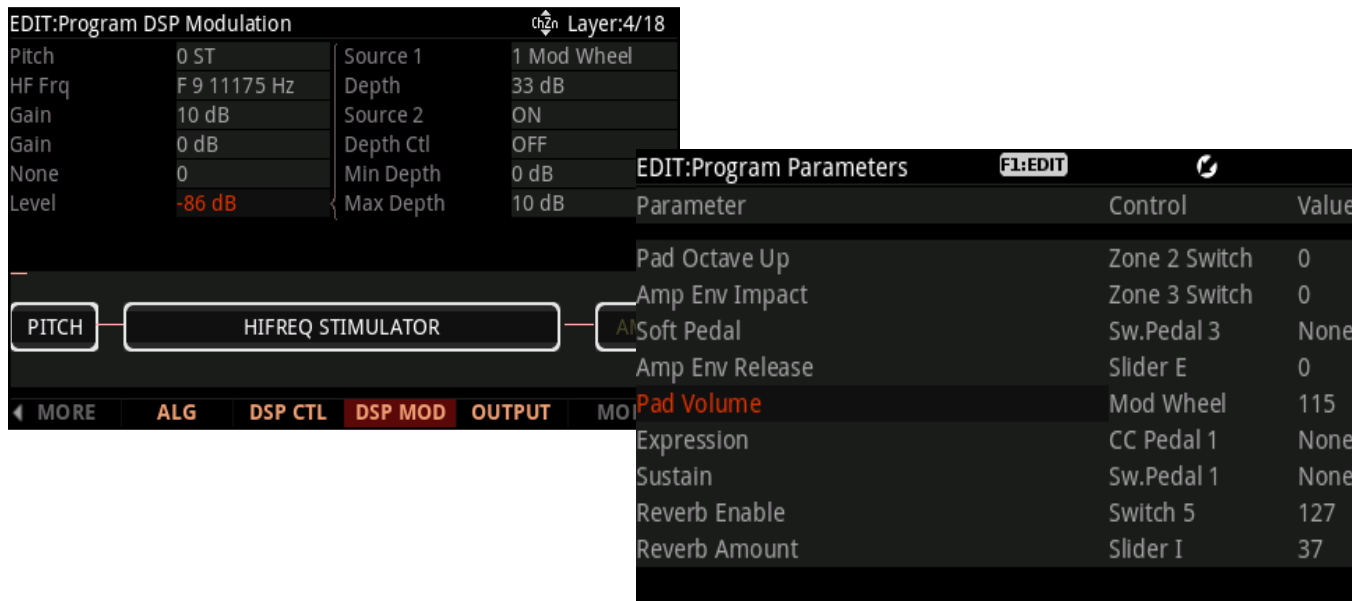 EDIT:Program DSP Modulation ChZn Layer:4/18
Pitch 0 ST Source 1 1 Mod Wheel
HF Frq F 9 11175 Hz Depth 33 dB
Gain 10 dB Source 2 ON
Gain 0 dB Depth Ctl OFF
None 0 Min Depth 0 dB
Level -86 dB Max Depth 10 dB
PITCH HIFREQ STIMULATOR
MORE ALG DSP CTL DSP MOD OUTPUT
EDIT:Program Parameters F1:EDIT
Parameter Control Value
Pad Octave Up Zone 2 Switch 0
Amp Env Impact Zone 3 Switch 0
Soft Pedal Sw.Pedal 3 None
Amp Env Release Slider E 0
Pad Volume Mod Wheel 115
Expression CC Pedal 1 None
Sustain Sw.Pedal 1 None
Reverb Enable Switch 5 127
Reverb Amount Slider I 37